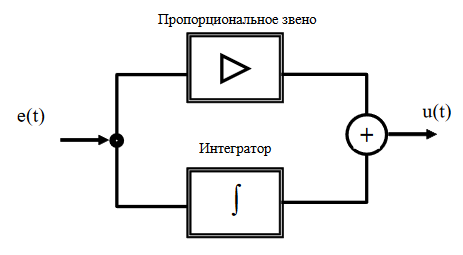 Пропорциональное звено
e(t)
u(t)
+
Интегратор
∫